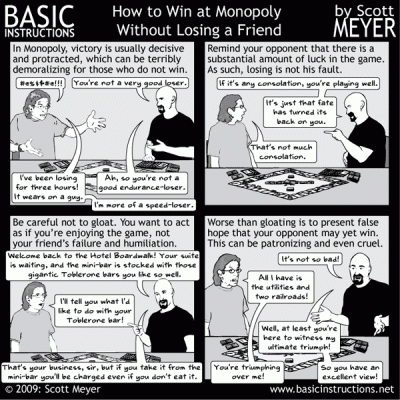 BASIC
INSTRUCTIONS
How to Win at Monopoly
Without Losing a Friend
by Scott
MEYER
In Monopoly, victory is usually decisive
and protracted, which can be terribly
demoralizing for those who do not win.
#@$!&#@!!!
You're not a very good loser.
I've been losing
for three hours!
It wears on a guy.
Ah, so you're not a
good endurance-loser.
I'm more of a speed-loser.
Remind your opponent that there is a
substantial amount of luck in the game.
As such, losing is not his fault.
If it's any consolation, you're playing well.
It's just that fate
has turned its
back on you.
That's not much
consolation.
Be careful not to gloat. You want to act
as if you're enjoying the game, not
your friend's failure and humiliation.
Welcome back to the Hotel Boardwalk! Your suite
is waiting, and the mini-bar is stocked with those
gigantic Toblerone bars you like so well.
I'll tell you what I'd
like to do with your
Toblerone bar!
That's your business, sir, but if you take it from the
mini-bar you'll be charged even if you don't eat it.
Worse than gloating is to present false
hope that your opponent may yet win.
This can be patronizing and even cruel.
It's not so bad!
All I have is
the utilities and
two railroads!
Well, at least you're
here to witness my
ultimate triumph!
You're triumphing
over me!
So you have an
excellent view!
© 2009: Scott Meyer
www.basicinstructions.net